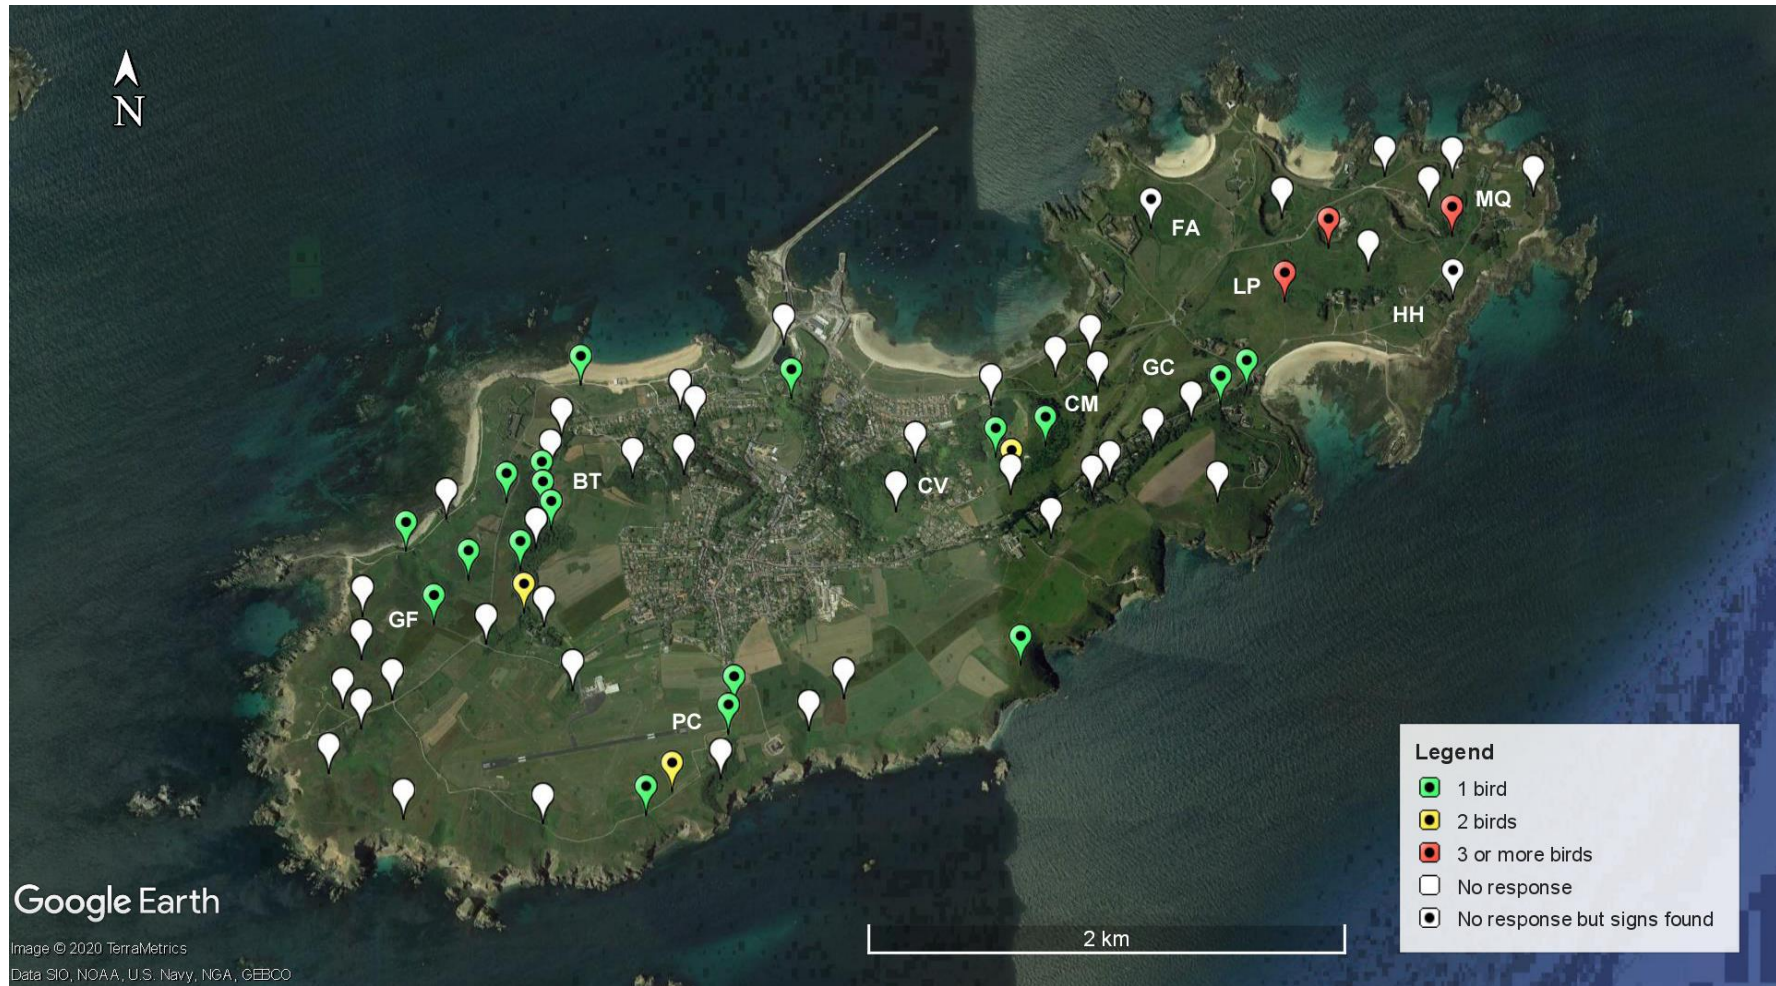 N
MQ
FA
LP
HH
GC
CM
BT
CV
GF
PC
Legend
1 bird
2 birds
3 or more birds
No response
No response but signs found
Google Earth
2 km
Image © 2020 TerraMetrics
Data SIO, NOAA, U.S. Navy, NGA, GEBCO